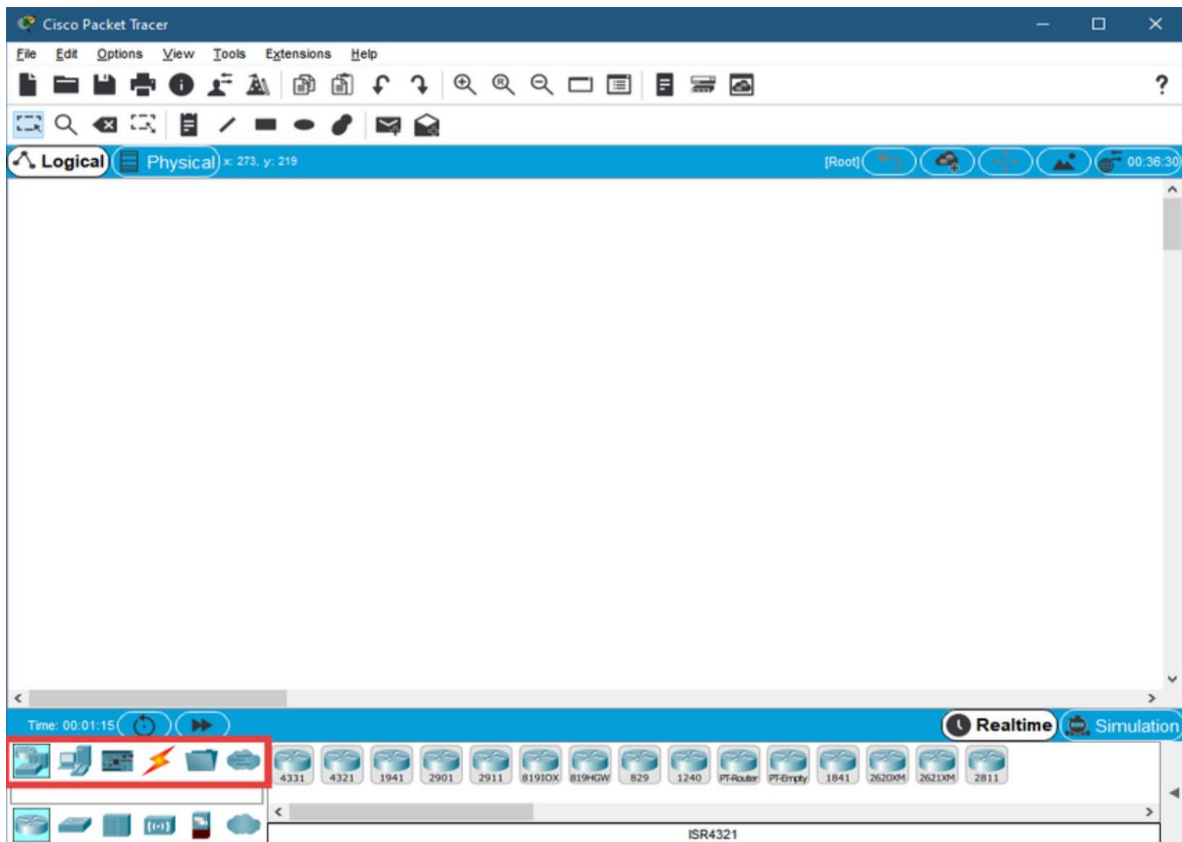 Cisco Packet Tracer
File Edit Options View Tools Extensions Help
?
Logical Physical x: 273, y: 219 [Root] 00:36:30
Time: 00:01:15 Realtime Simulation
4331 4321 1941 2901 2911 819IOX 819HGW 829 1240 PT-Router PT-Empty 1841 2620XM 2621XM 2811
ISR4321